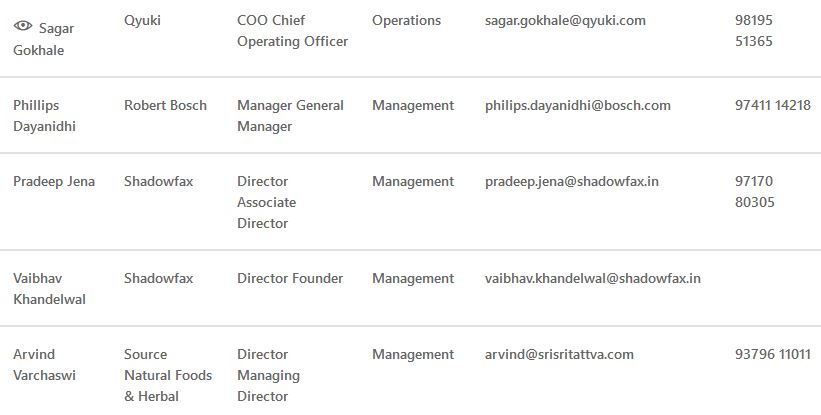 Sagar Gokhale Qyuki COO Chief Operating Officer Operations sagar.gokhale@qyuki.com 98195 51365
Phillips Dayanidhi Robert Bosch Manager General Manager Management philips.dayanidhi@bosch.com 97411 14218
Pradeep Jena Shadowfax Director Associate Director Management pradeep.jena@shadowfax.in 97170 80305
Vaibhav Khandelwal Shadowfax Director Founder Management vaibhav.khandelwal@shadowfax.in
Arvind Varchaswi Source Natural Foods & Herbal Director Managing Director Management arvind@srisritattva.com 93796 11011